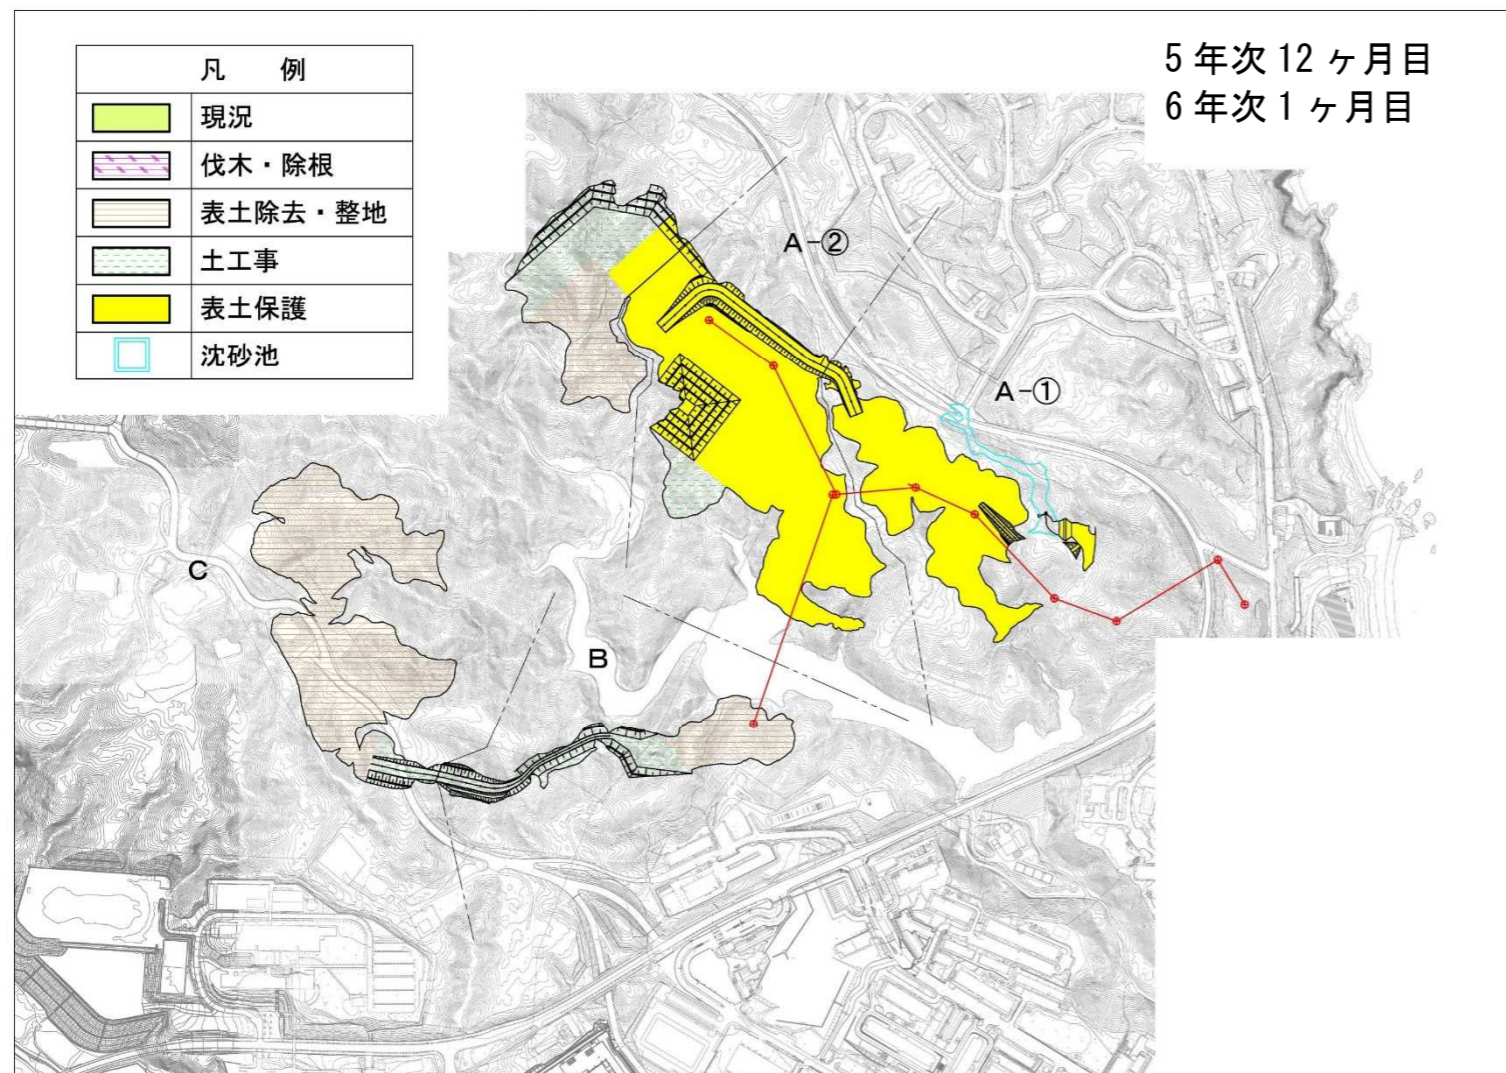 5年次12ヶ月目
6年次1ヶ月目
凡 例
現況
伐木・除根
表土除去・整地
土工事
表土保護
沈砂池
A-②
A-①
C
B